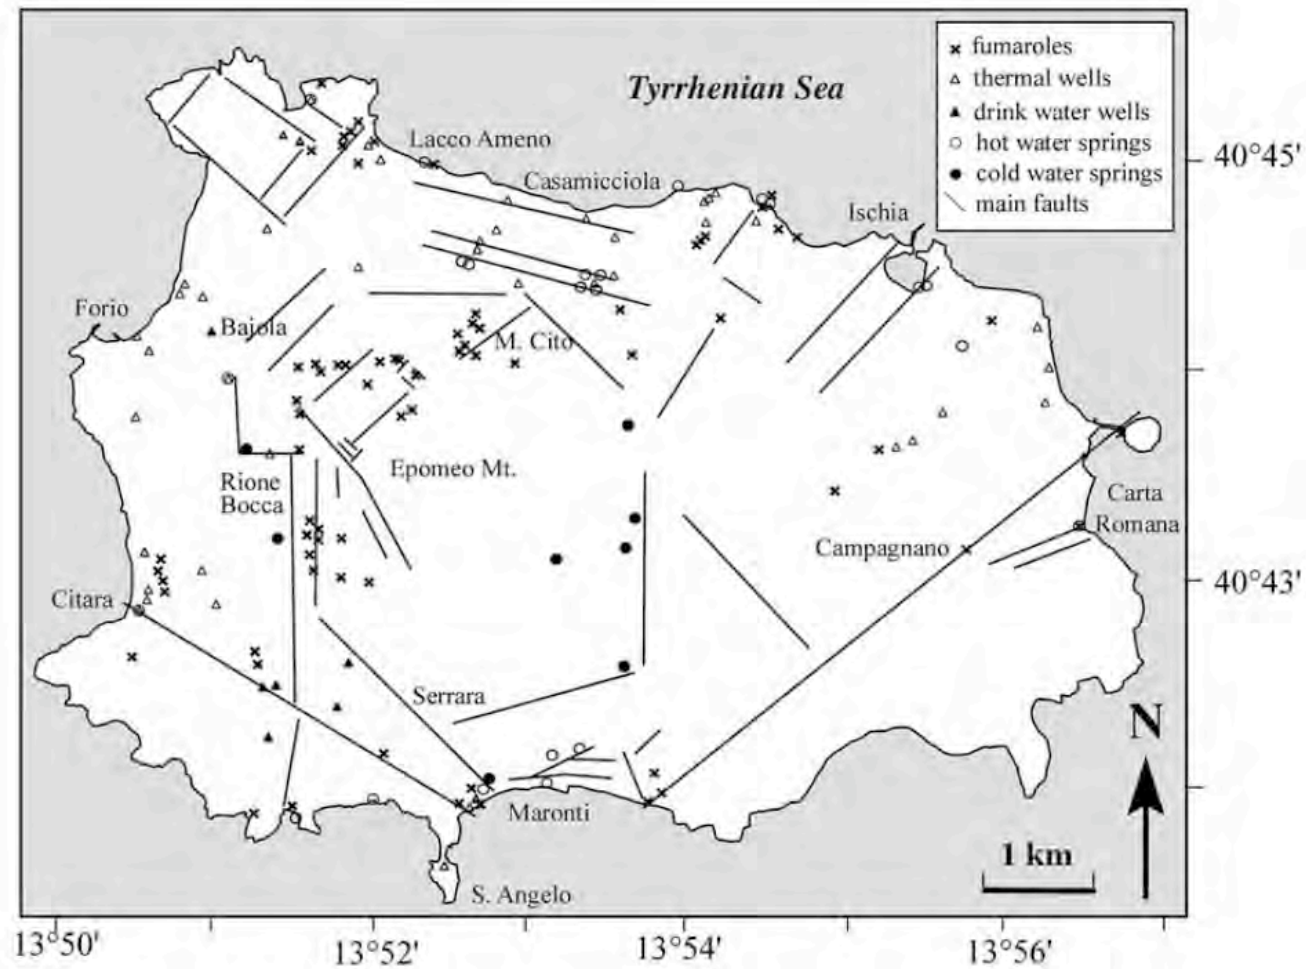 Tyrrhenian Sea
fumaroles
thermal wells
drink water wells
hot water springs
cold water springs
main faults
Lacco Ameno
Casamicciola
Ischia
40°45'
Forio
Bajola
M. Cito
Epomeo Mt.
Rione
Bocca
Carta
Romana
Campagnano
40°43'
Citara
Serrara
N
Maronti
1 km
S. Angelo
13°50'
13°52'
13°54'
13°56'